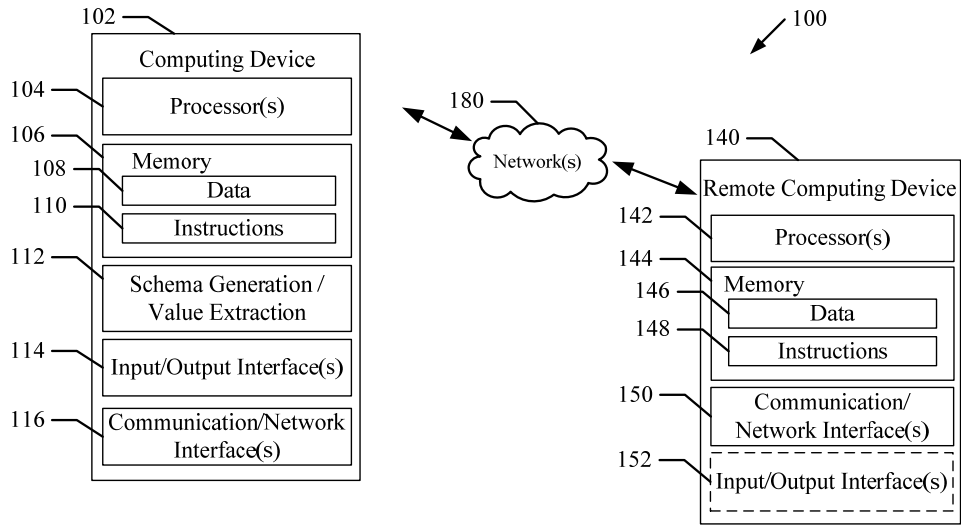 102
Computing Device
104
Processor(s)
106
Memory
108
Data
110
Instructions
112
Schema Generation /
Value Extraction
114
Input/Output Interface(s)
116
Communication/Network
Interface(s)
180
Network(s)
100
140
Remote Computing Device
142
Processor(s)
144
Memory
146
Data
148
Instructions
150
Communication/
Network Interface(s)
152
Input/Output Interface(s)